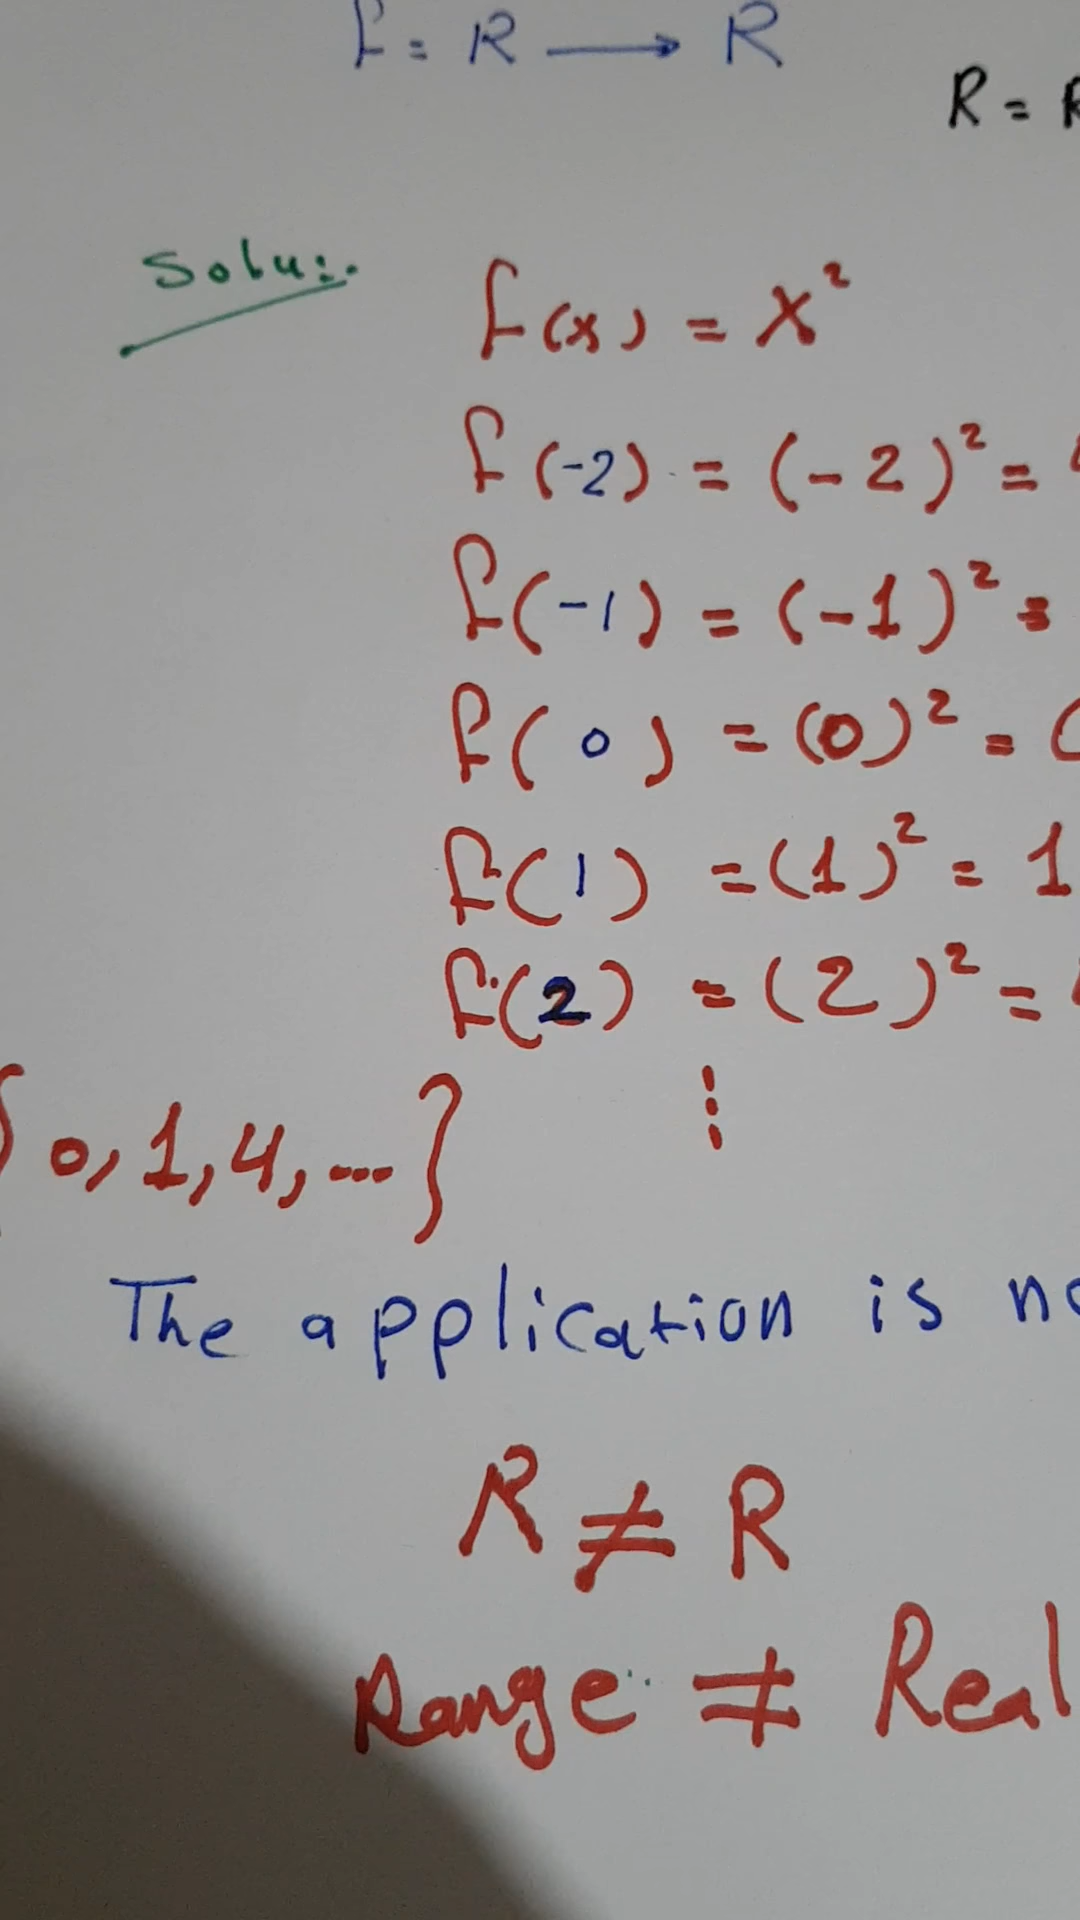 f = R → R
R =
Solu:.
f(x) = x²
f(-2) = (-2)² =
f(-1) = (-1)² =
f(0) = (0)² =
f(1) = (1)² = 1
f(2) = (2)² =
⋮
{0,1,4,...}
The application is
R ≠ R
Range ≠ Real